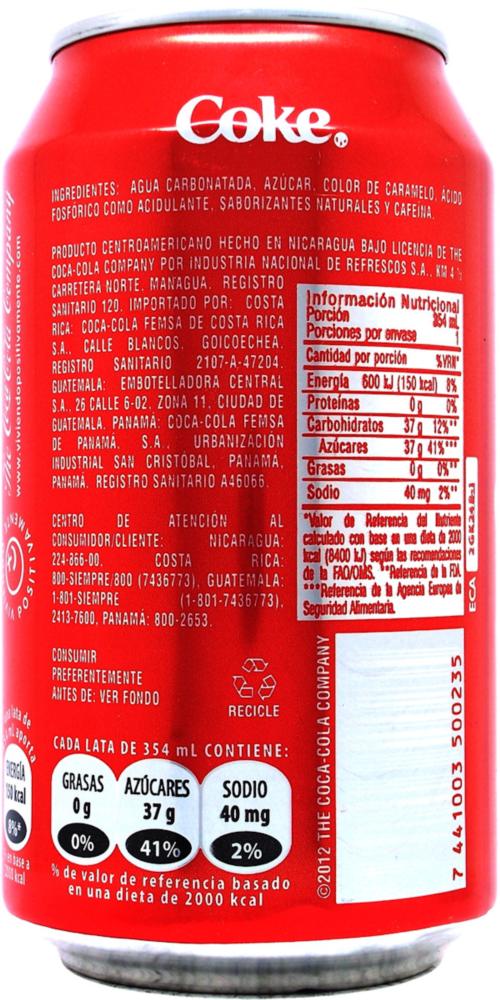 Coke
INGREDIENTES: AGUA CARBONATADA, AZÚCAR, COLOR DE CARAMELO, ÁCIDO
FOSFÓRICO COMO ACIDULANTE, SABORIZANTES NATURALES Y CAFEÍNA.
PRODUCTO CENTROAMERICANO HECHO EN NICARAGUA BAJO LICENCIA DE THE
COCA-COLA COMPANY POR INDUSTRIA NACIONAL DE REFRESCOS S.A., KM 4
CARRETERA NORTE, MANAGUA. REGISTRO
SANITARIO 120. IMPORTADO POR: COSTA
RICA: COCA-COLA FEMSA DE COSTA RICA
S.A., CALLE BLANCOS, GOICOECHEA.
REGISTRO SANITARIO 2107-A-47204.
GUATEMALA: EMBOTELLADORA CENTRAL
S.A., 26 CALLE 6-02, ZONA 11, CIUDAD DE
GUATEMALA. PANAMÁ: COCA-COLA FEMSA
DE PANAMÁ, S.A., URBANIZACIÓN
INDUSTRIAL SAN CRISTÓBAL, PANAMÁ,
PANAMÁ. REGISTRO SANITARIO A46066.
CENTRO DE ATENCIÓN AL
CONSUMIDOR/CLIENTE: NICARAGUA:
224-866-00. COSTA RICA:
800-SIEMPRE/800 (7436773), GUATEMALA:
1-801-SIEMPRE (1-801-7436773),
2413-7600, PANAMÁ: 800-2653.
CONSUMIR
PREFERENTEMENTE
ANTES DE: VER FONDO
RECICLE
Información Nutricional
Porción 354 mL
Porciones por envase 1
Cantidad por porción %VRN*
Energía 600 kJ (150 kcal) 8%
Proteínas 0 g 0%
Carbohidratos 37 g 12%**
Azúcares 37 g 41%***
Grasas 0 g 0%**
Sodio 40 mg 2%**
*Valor de Referencia del Nutriente
calculado con base en una dieta de 2000
kcal (8400 kJ) según las recomendaciones
de la FAO/OMS. **Referencia de la FDA.
***Referencia de la Agencia Europea de
Seguridad Alimentaria.
ECA
CADA LATA DE 354 mL CONTIENE:
GRASAS
0 g
0%
AZÚCARES
37 g
41%
SODIO
40 mg
2%
% de valor de referencia basado
en una dieta de 2000 kcal
©2012 THE COCA-COLA COMPANY
7 441003 500235
The Coca-Cola Company
www.viviendopositivamente.com
ENERGÍA
150 kcal
8%*